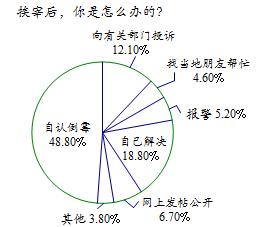 挨宰后，你是怎么办的?
向有关部门投诉
12.10%
找当地朋友帮忙
4.60%
报警 5.20%
自认倒霉
48.80%
自己解决
18.80%
网上发帖公开
6.70%
其他 3.80%